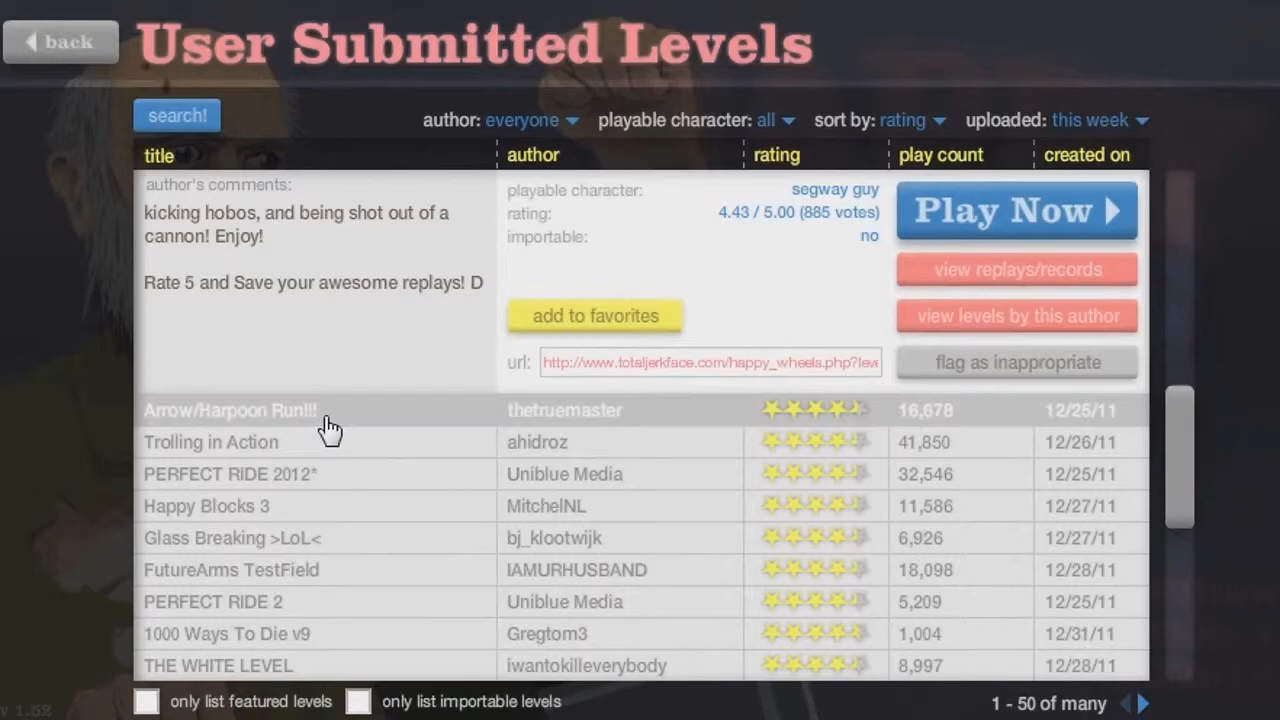 back
User Submitted Levels
search!
author: everyone playable character: all sort by: rating uploaded: this week
title author rating play count created on
author's comments:
kicking hobos, and being shot out of a
cannon! Enjoy!
Rate 5 and Save your awesome replays! D
playable character: segway guy
rating: 4.43 / 5.00 (885 votes)
importable: no
add to favorites
url: http://www.totaljerkface.com/happy_wheels.php?leve
Play Now
view replays/records
view levels by this author
flag as inappropriate
Arrow/Harpoon Run!!! thetruemaster 16,878 12/25/11
Trolling in Action ahidroz 41,850 12/26/11
PERFECT RIDE 2012* Uniblue Media 32,546 12/25/11
Happy Blocks 3 MitchelNL 11,586 12/27/11
Glass Breaking >LoL< bj_klootwijk 6,926 12/27/11
FutureArms TestField IAMURHUSBAND 18,098 12/28/11
PERFECT RIDE 2 Uniblue Media 5,209 12/25/11
1000 Ways To Die v9 Gregtom3 1,004 12/31/11
THE WHITE LEVEL iwantokilleverybody 8,997 12/28/11
only list featured levels only list importable levels 1 - 50 of many
v 1.52